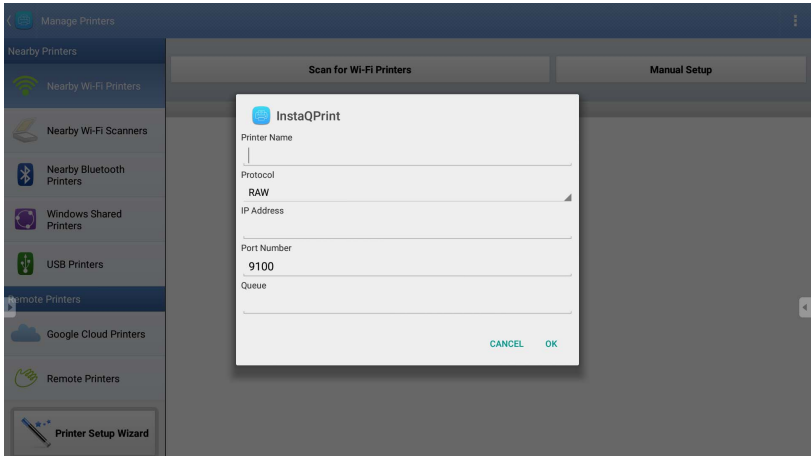 Manage Printers
Nearby Printers
Nearby Wi-Fi Printers
Nearby Wi-Fi Scanners
Nearby Bluetooth
Printers
Windows Shared
Printers
USB Printers
Remote Printers
Google Cloud Printers
Remote Printers
Printer Setup Wizard
Scan for Wi-Fi Printers
Manual Setup
InstaQPrint
Printer Name
Protocol
RAW
IP Address
Port Number
9100
Queue
CANCEL OK